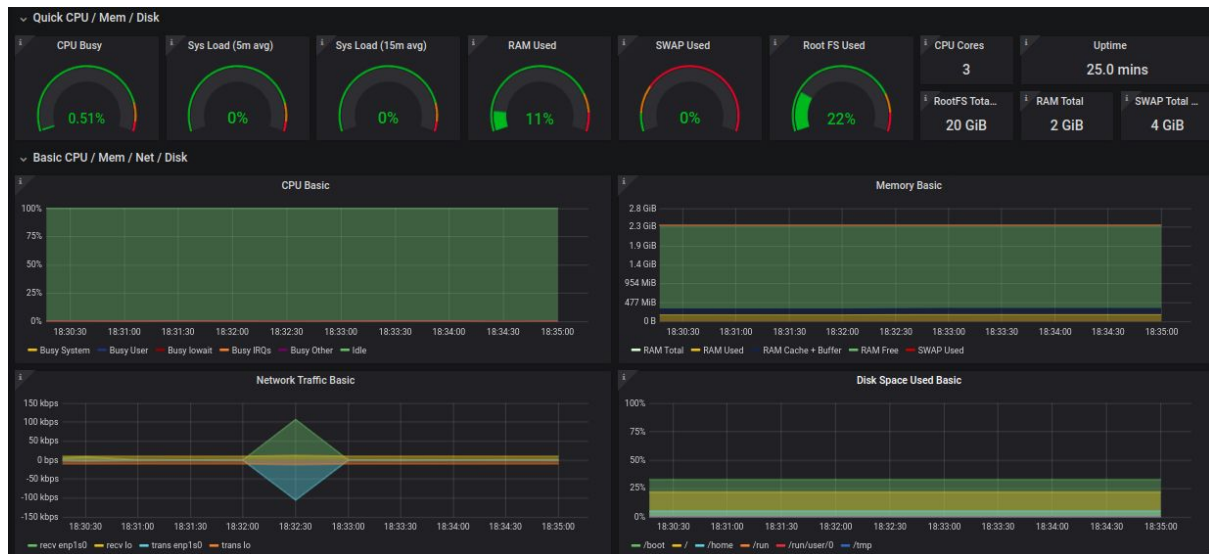 Quick CPU / Mem / Disk
CPU Busy
0.51%
Sys Load (5m avg)
0%
Sys Load (15m avg)
0%
RAM Used
11%
SWAP Used
0%
Root FS Used
22%
CPU Cores
3
Uptime
25.0 mins
RootFS Tota...
20 GiB
RAM Total
2 GiB
SWAP Total ...
4 GiB
Basic CPU / Mem / Net / Disk
CPU Basic
100%
75%
50%
25%
0%
18:30:30 18:31:00 18:31:30 18:32:00 18:32:30 18:33:00 18:33:30 18:34:00 18:34:30 18:35:00
Busy System Busy User Busy Iowait Busy IRQs Busy Other Idle
Memory Basic
2.8 GiB
2.3 GiB
1.9 GiB
1.4 GiB
954 MiB
477 MiB
0 B
18:30:30 18:31:00 18:31:30 18:32:00 18:32:30 18:33:00 18:33:30 18:34:00 18:34:30 18:35:00
RAM Total RAM Used RAM Cache + Buffer RAM Free SWAP Used
Network Traffic Basic
150 kbps
100 kbps
50 kbps
0 bps
-50 kbps
-100 kbps
-150 kbps
18:30:30 18:31:00 18:31:30 18:32:00 18:32:30 18:33:00 18:33:30 18:34:00 18:34:30 18:35:00
recv enp1s0 recv lo trans enp1s0 trans lo
Disk Space Used Basic
100%
75%
50%
25%
0%
18:30:30 18:31:00 18:31:30 18:32:00 18:32:30 18:33:00 18:33:30 18:34:00 18:34:30 18:35:00
/boot / /home /run /run/user/0 /tmp